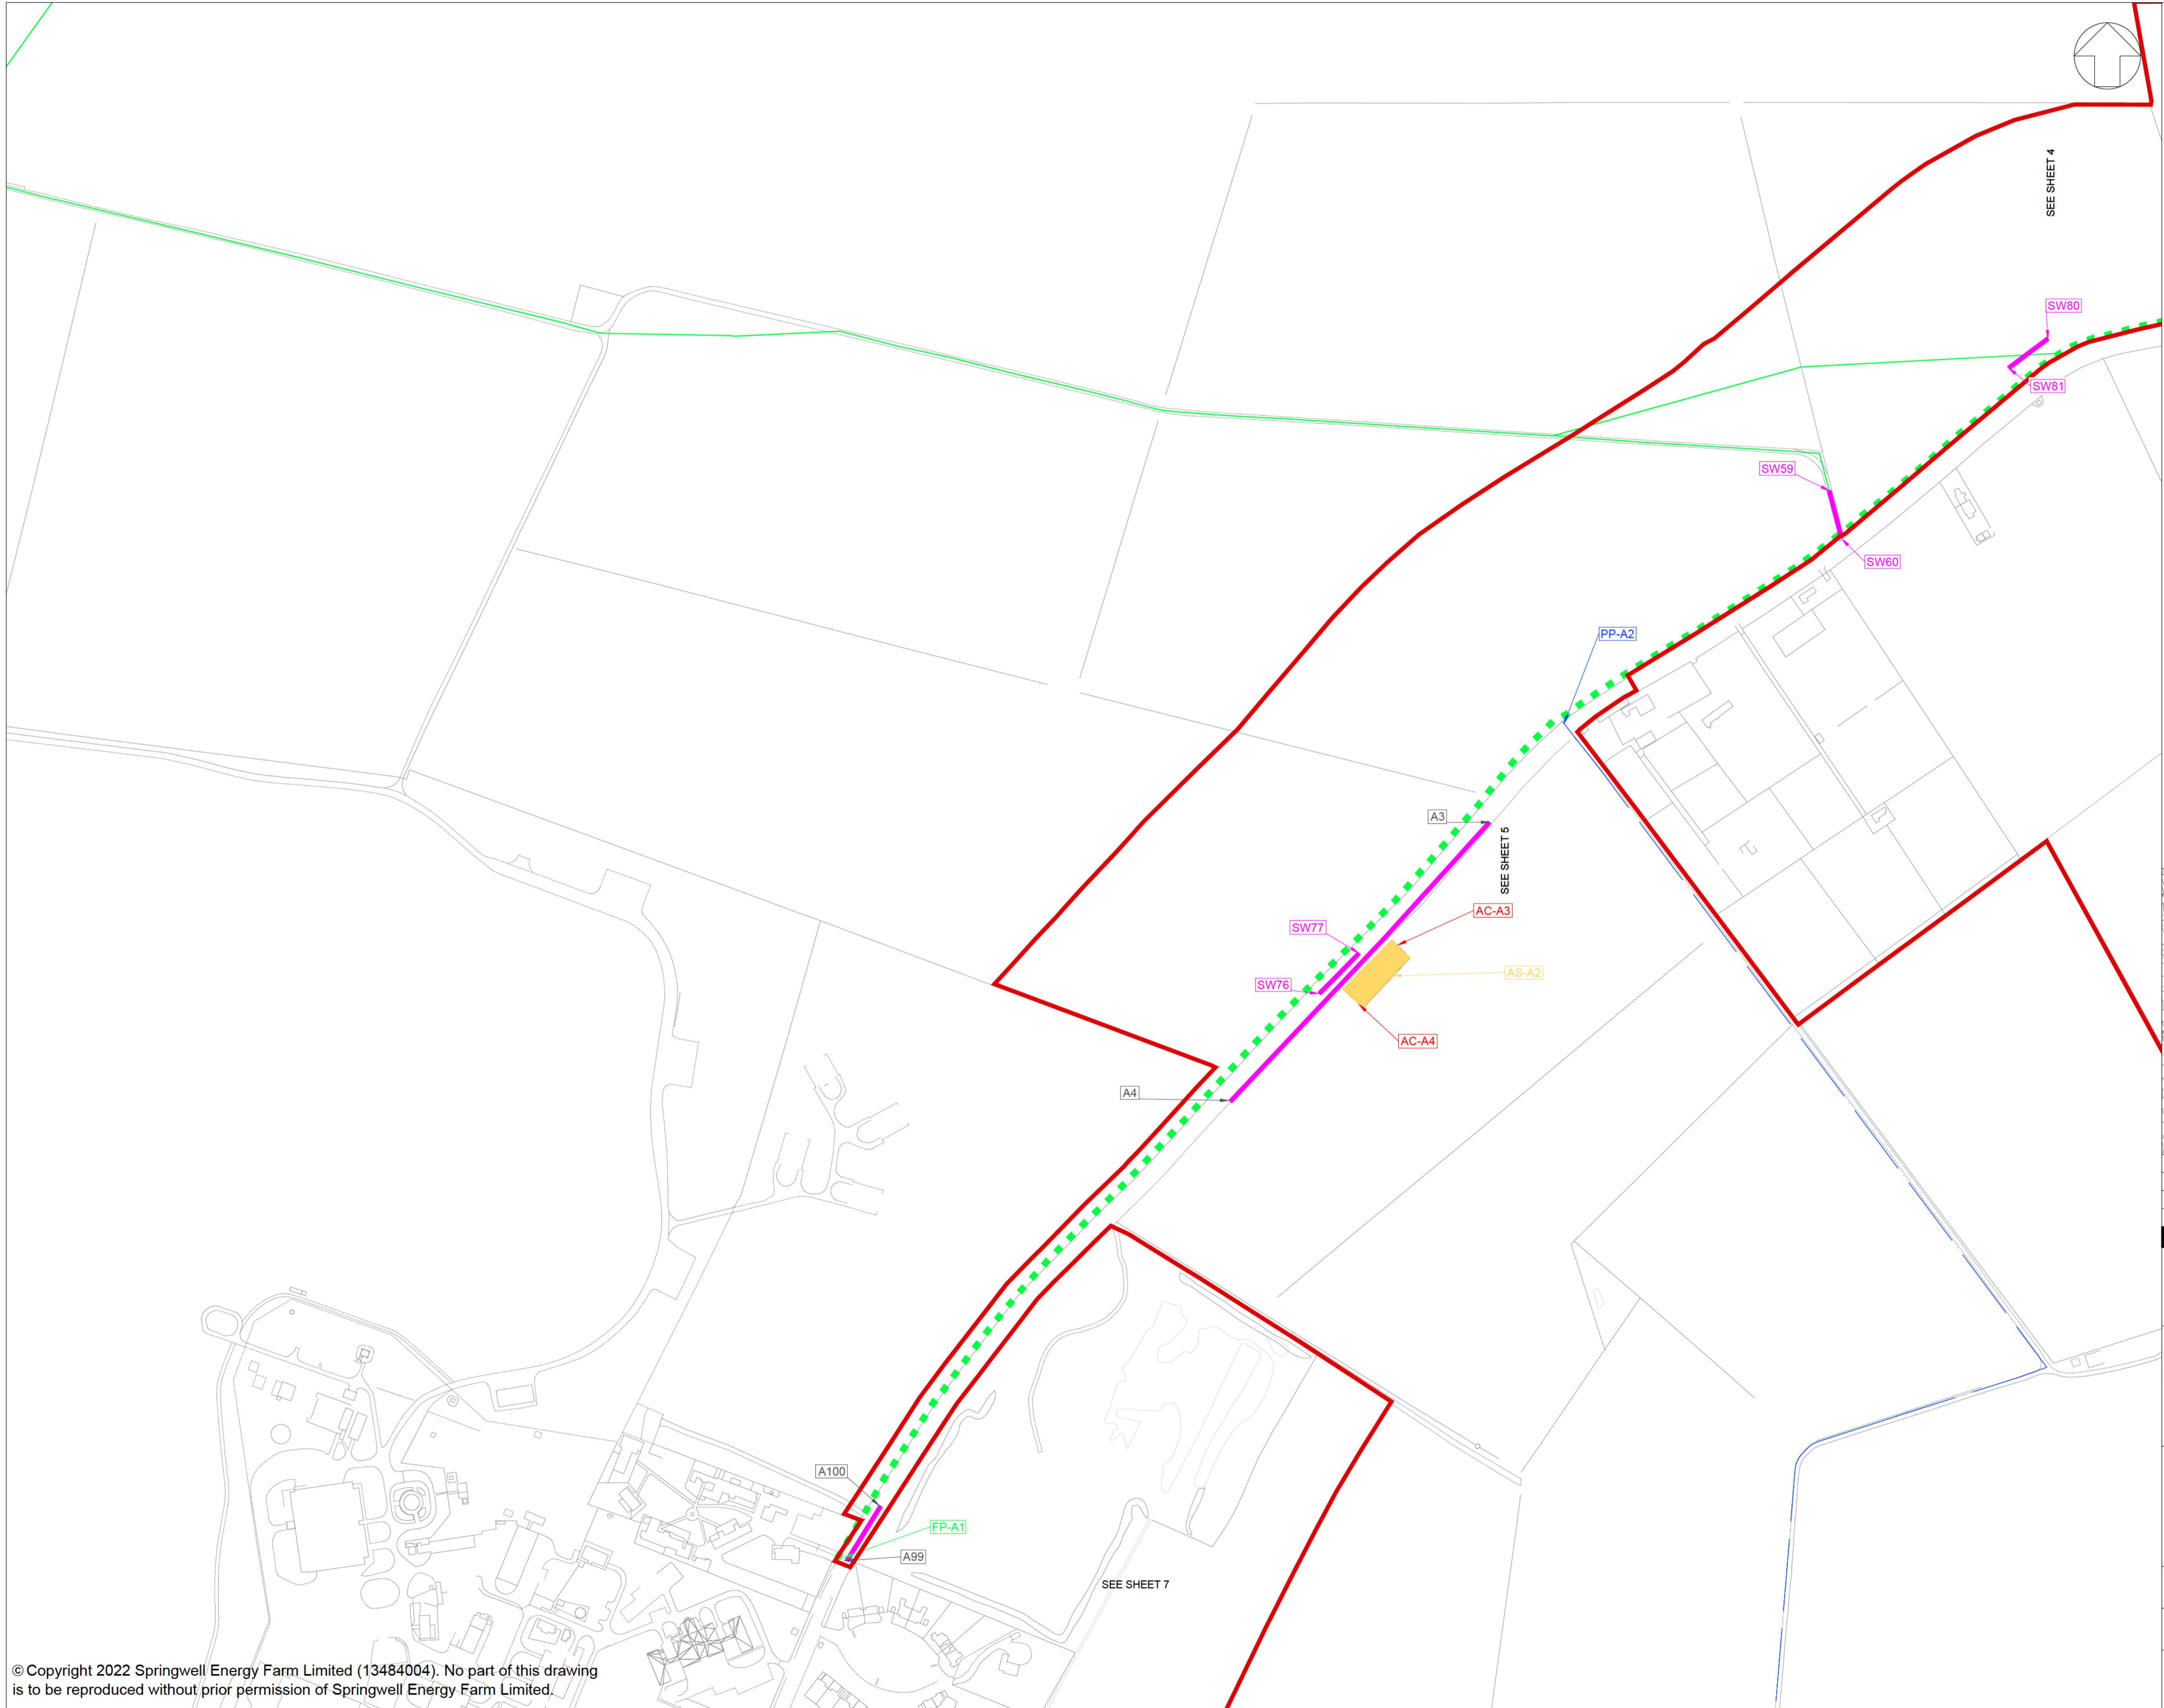 SEE SHEET 4
SW80
SW81
SW59
SW60
PP-A2
A3
SEE SHEET 5
AC-A3
SW77
AS-A2
SW76
AC-A4
A4
A100
FP-A1
A99
SEE SHEET 7
© Copyright 2022 Springwell Energy Farm Limited (13484004). No part of this drawing
is to be reproduced without prior permission of Springwell Energy Farm Limited.